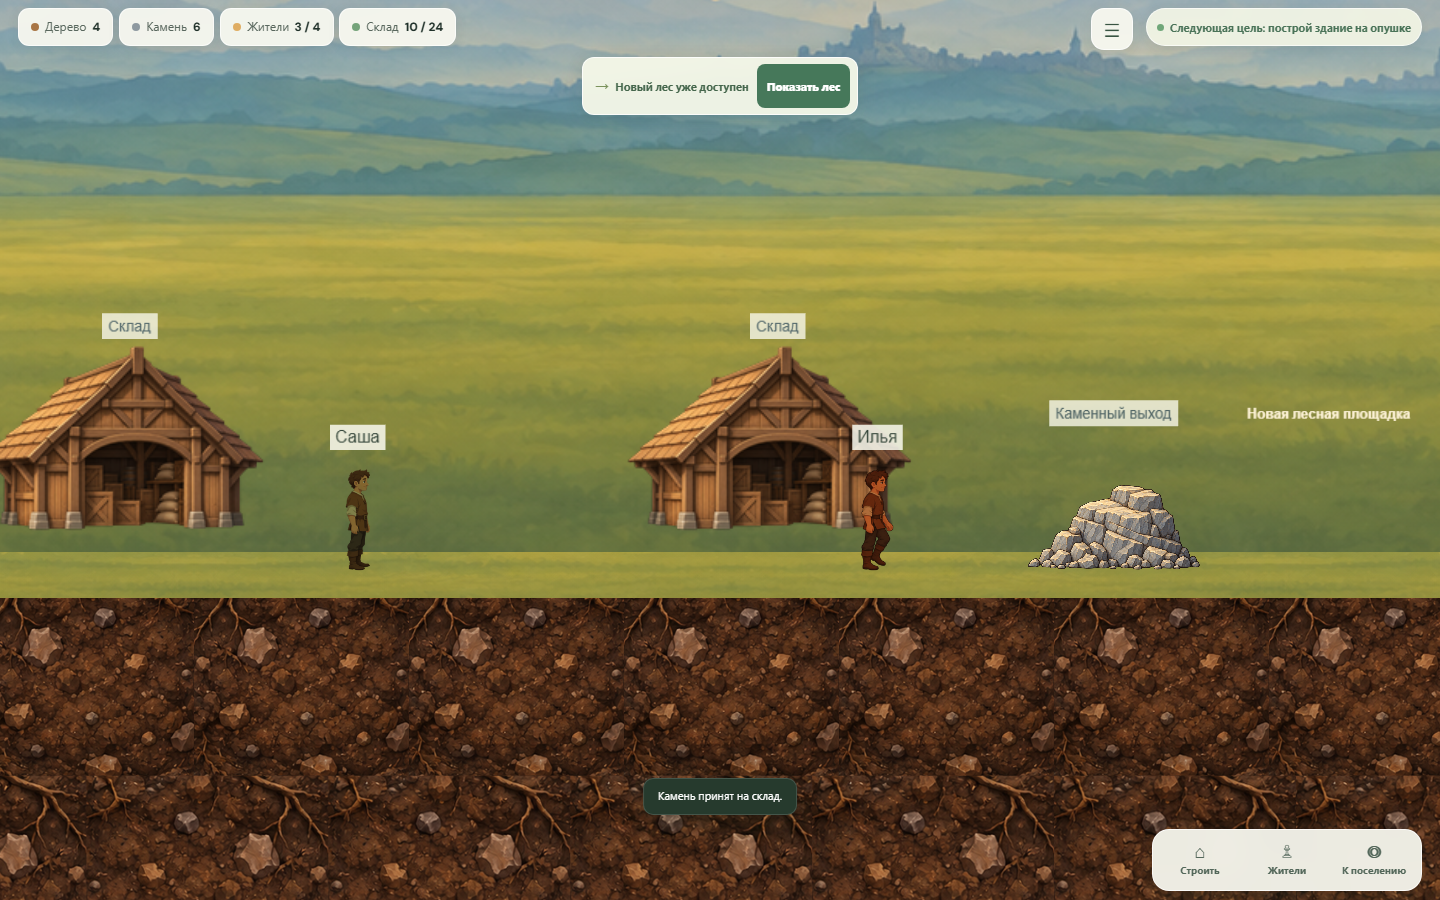 Дерево 4
Камень 6
Жители 3 / 4
Склад 10 / 24
Следующая цель: построй здание на опушке
Новый лес уже доступен
Показать лес
Склад
Склад
Каменный выход
Новая лесная площадка
Саша
Илья
Камень принят на склад.
Строить
Жители
К поселению